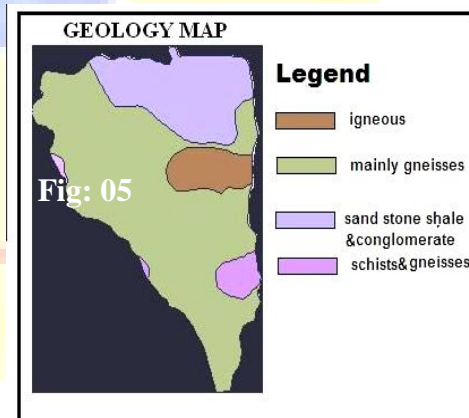 GEOLOGY MAP
Legend
igneous
mainly gneisses
Fig: 05
sand stone shale
&conglomerate
schists&gneisses